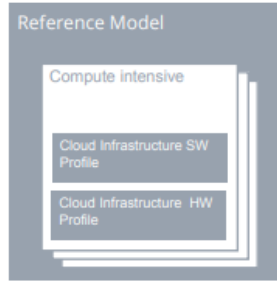 Reference Model
Compute intensive
Cloud Infrastructure SW
Profile
Cloud Infrastructure HW
Profile